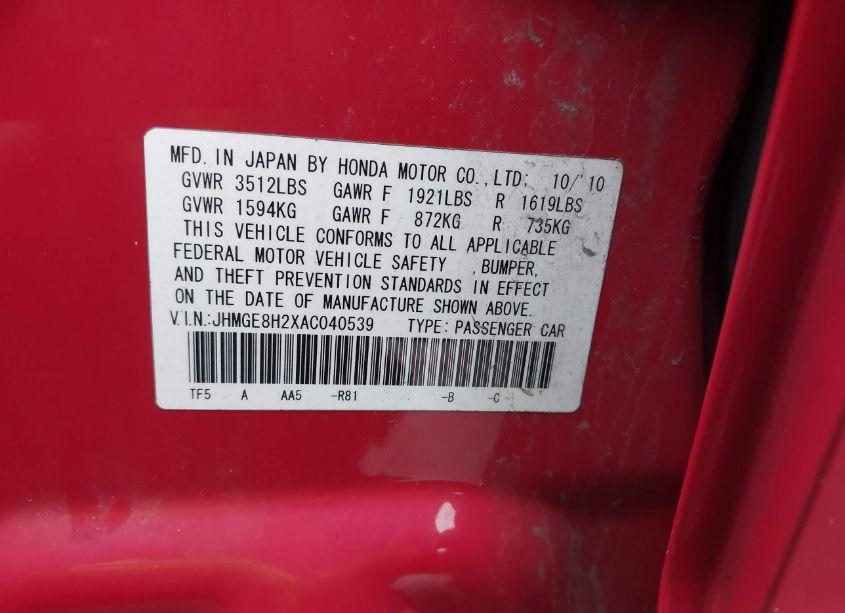 MFD. IN JAPAN BY HONDA MOTOR CO., LTD; 10/'10
GVWR 3512LBS GAWR F 1921LBS R 1619LBS
GVWR 1594KG GAWR F 872KG R 735KG
THIS VEHICLE CONFORMS TO ALL APPLICABLE
FEDERAL MOTOR VEHICLE SAFETY ,BUMPER,
AND THEFT PREVENTION STANDARDS IN EFFECT
ON THE DATE OF MANUFACTURE SHOWN ABOVE.
V.I.N.:JHMGE8H2XAC040539 TYPE: PASSENGER CAR
TF5 A AA5 -R81 -B -C